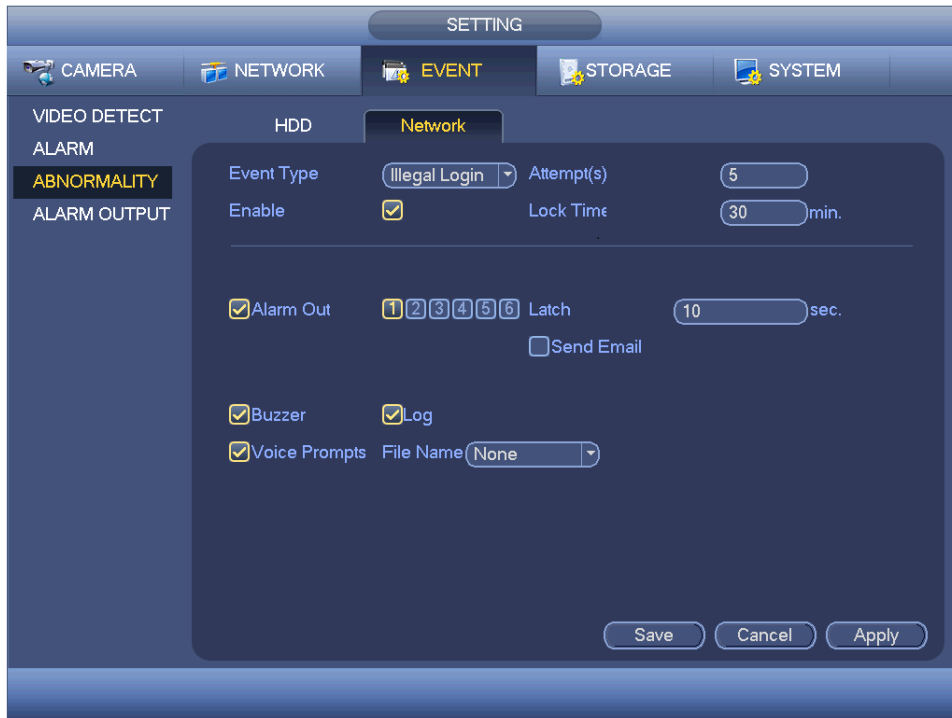 SETTING
CAMERA NETWORK EVENT STORAGE SYSTEM
VIDEO DETECT
ALARM
ABNORMALITY
ALARM OUTPUT
HDD Network
Event Type Illegal Login Attempt(s) 5
Enable Lock Time 30 min.
Alarm Out 1 2 3 4 5 6 Latch 10 sec.
Send Email
Buzzer Log
Voice Prompts File Name None
Save Cancel Apply